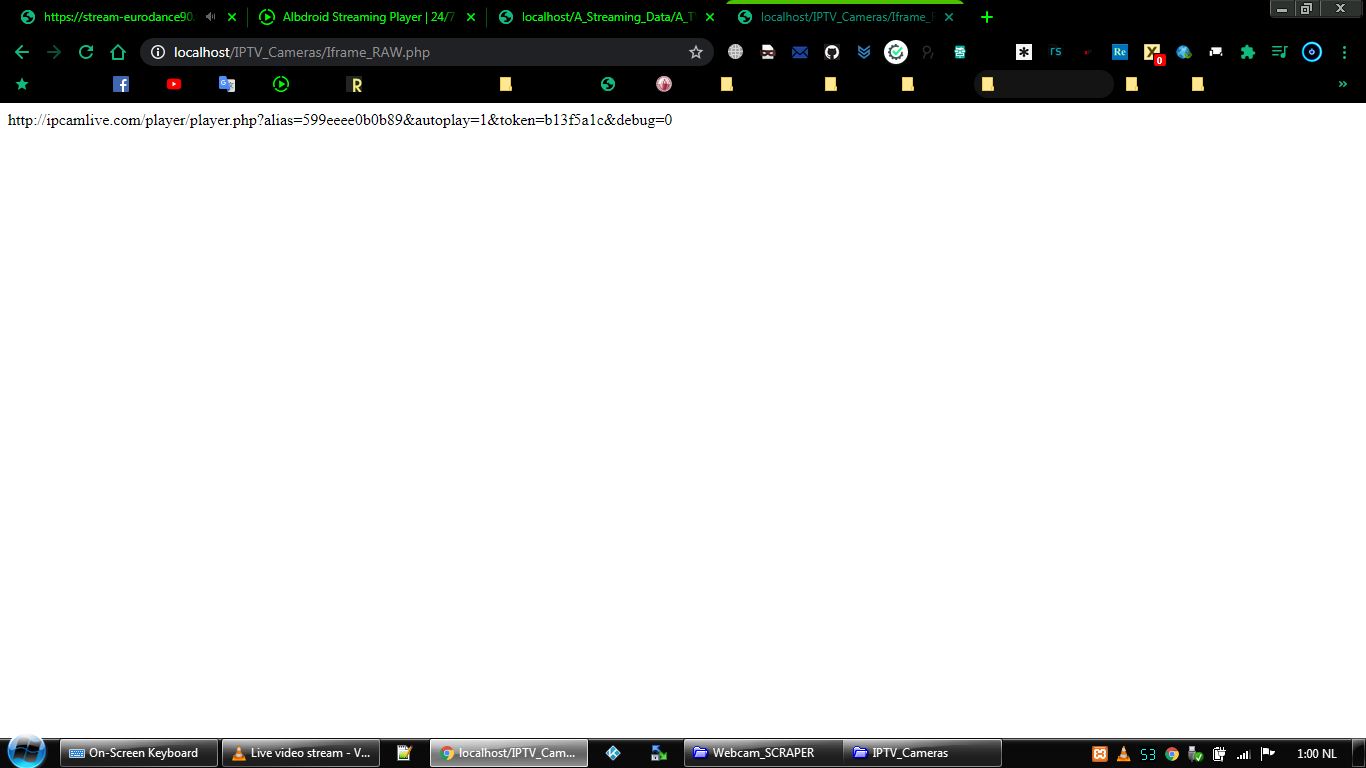 https://stream-eurodance90.
Albdroid Streaming Player | 24/7
localhost/A_Streaming_Data/A_T
localhost/IPTV_Cameras/Iframe_R
localhost/IPTV_Cameras/Iframe_RAW.php
rs
Re
0
http://ipcamlive.com/player/player.php?alias=599eeee0b0b89&autoplay=1&token=b13f5a1c&debug=0
On-Screen Keyboard
Live video stream - V...
localhost/IPTV_Cam...
Webcam_SCRAPER
IPTV_Cameras
53
1:00 NL